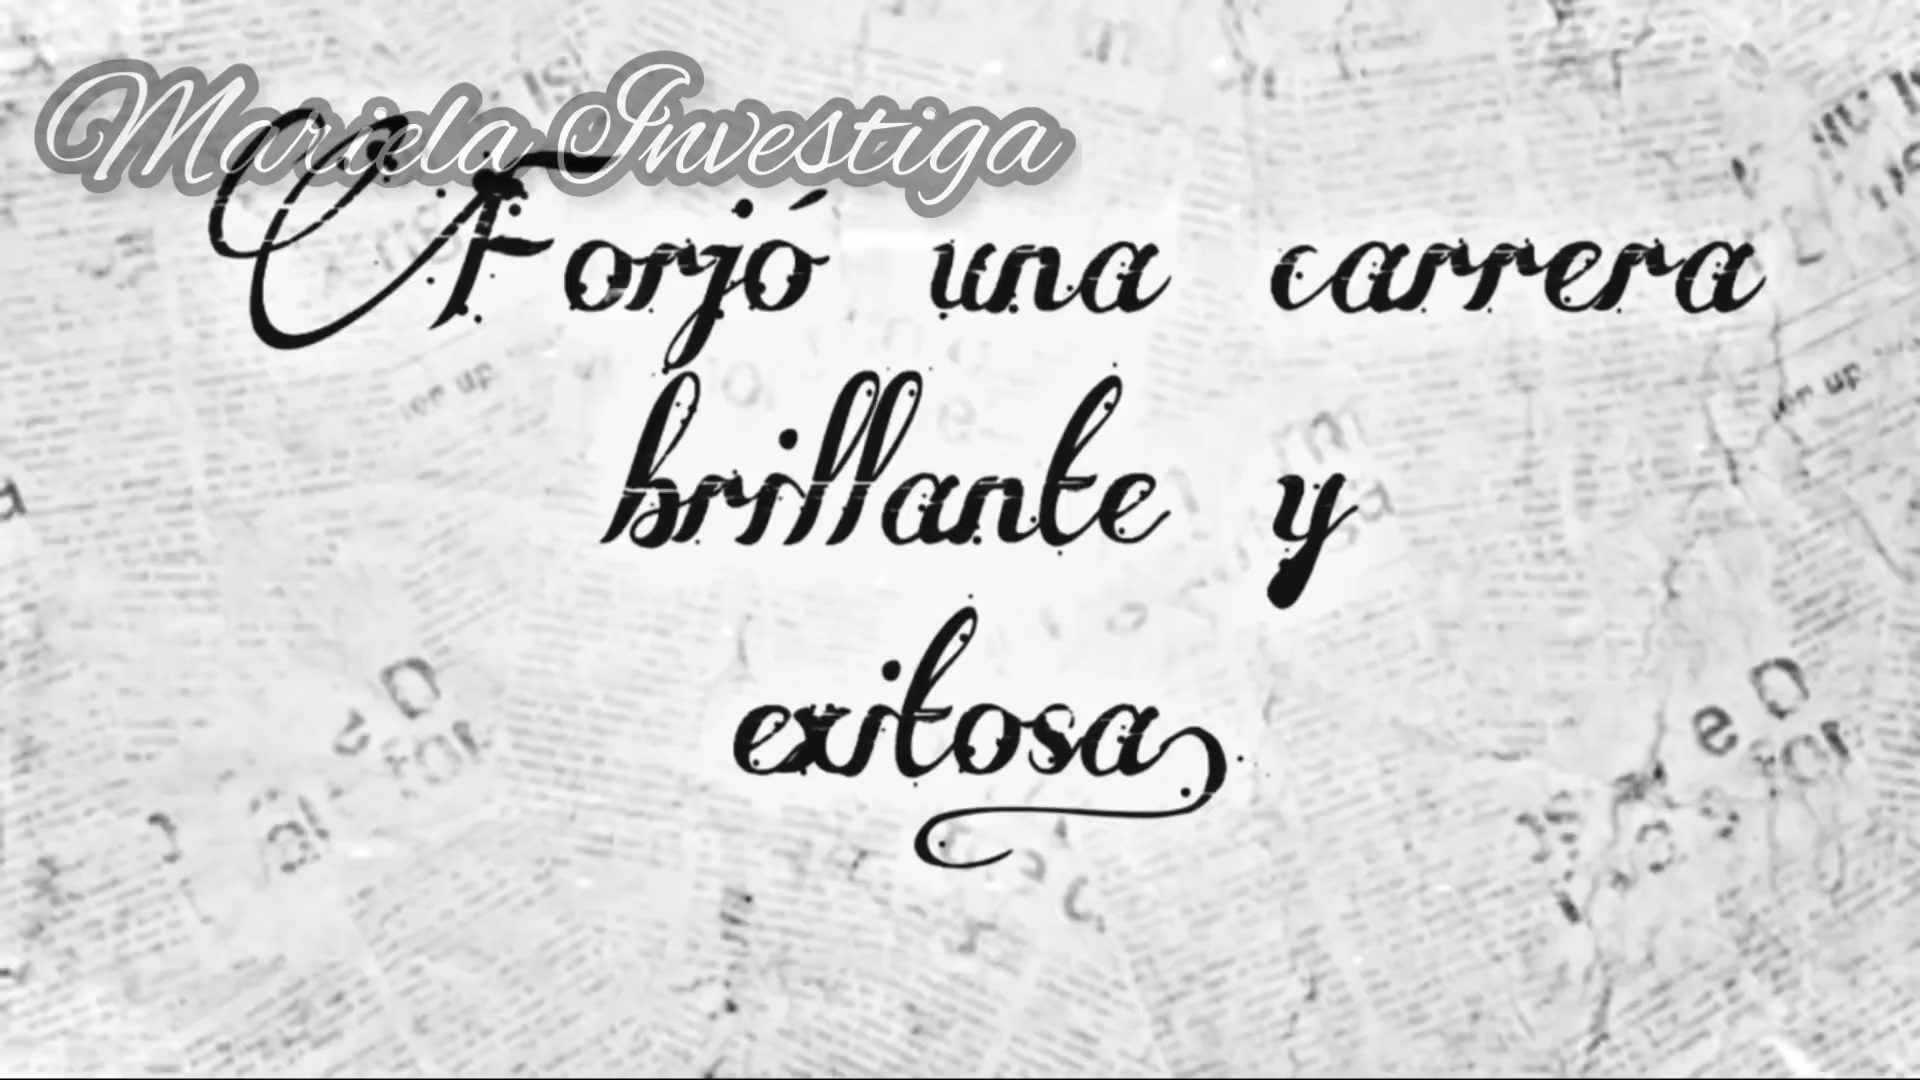 Mariela Investiga
Forjó una carrera
brillante y
exitosa